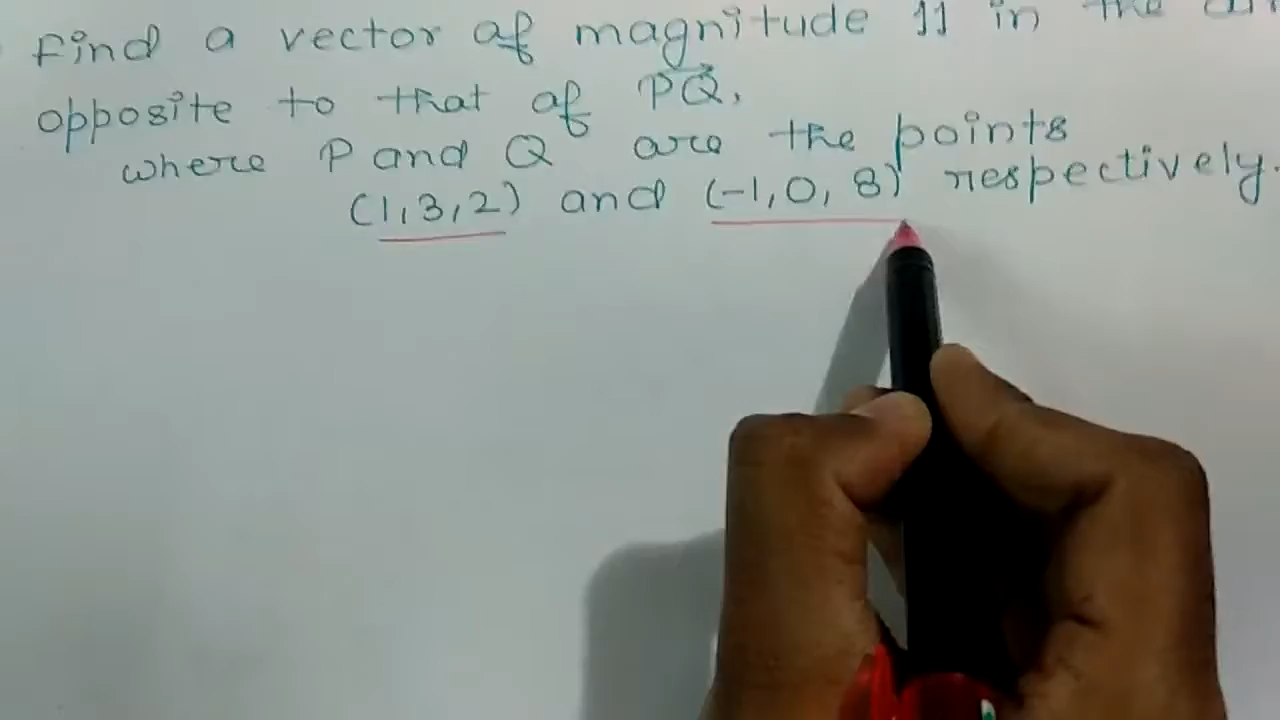 Find a vector of magnitude 11 in the
opposite to that of PQ,
where P and Q are the points
(1,3,2) and (-1,0,8) respectively.